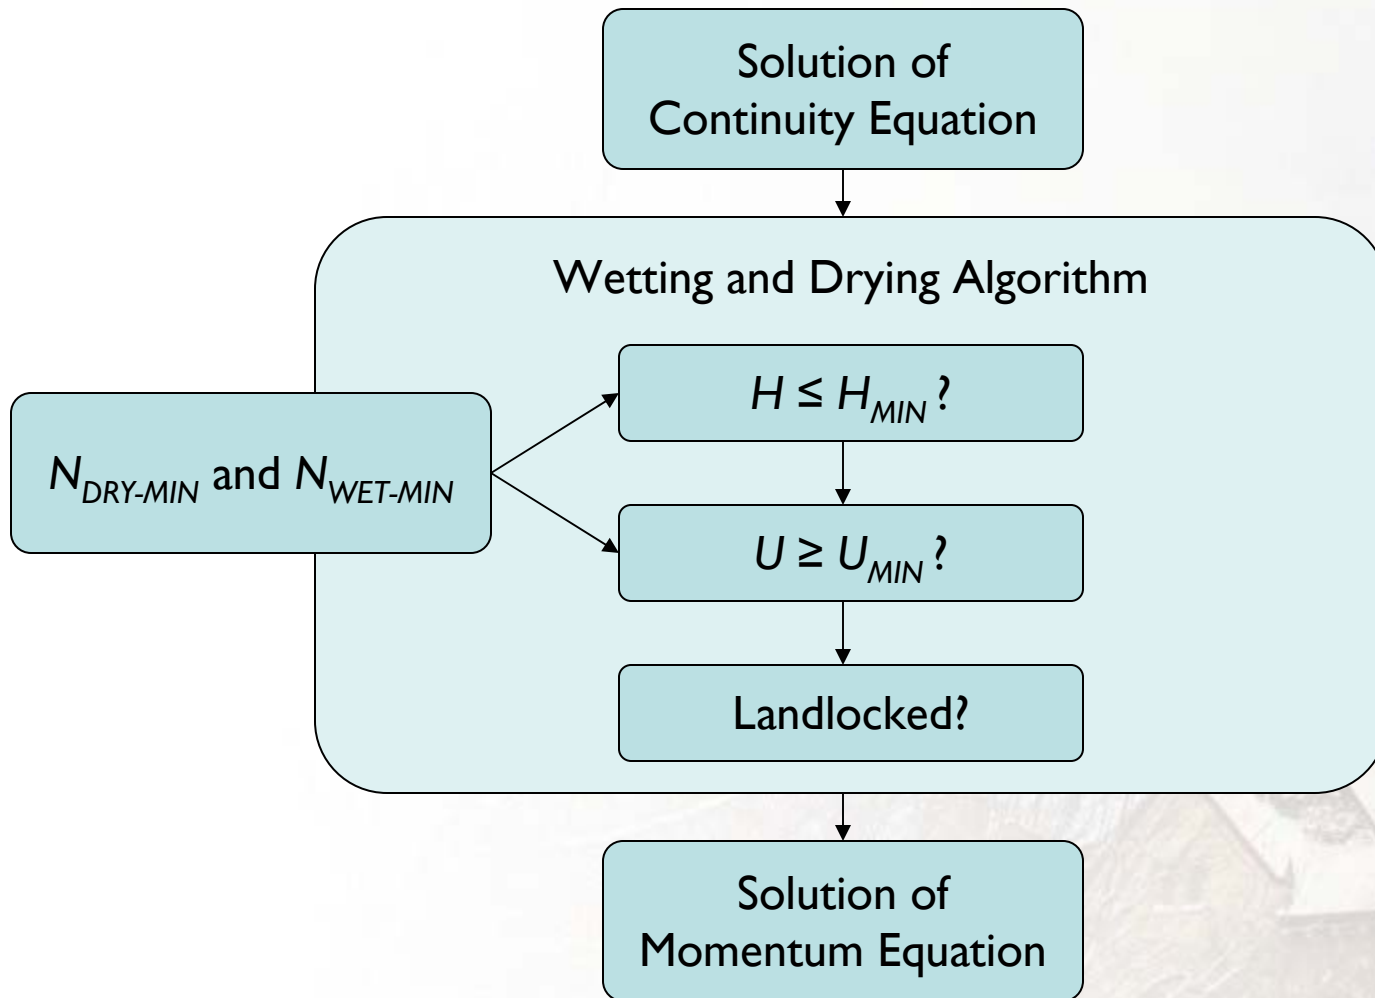 Solution of
Continuity Equation
Wetting and Drying Algorithm
H ≤ H_MIN ?
N_DRY-MIN and N_WET-MIN
U ≥ U_MIN ?
Landlocked?
Solution of
Momentum Equation